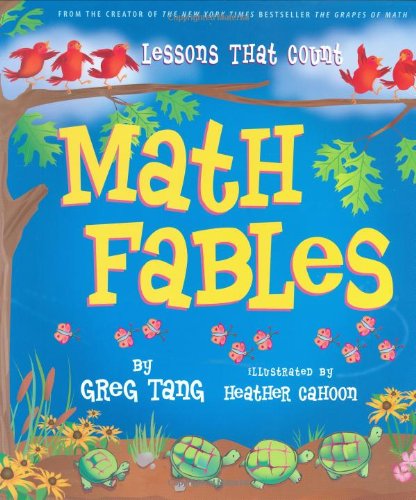 FROM THE CREATOR OF THE NEW YORK TIMES BESTSELLER THE GRAPES OF MATH
Lessons That Count
Math
Fables
by
Greg Tang
illustrated by
Heather Cahoon